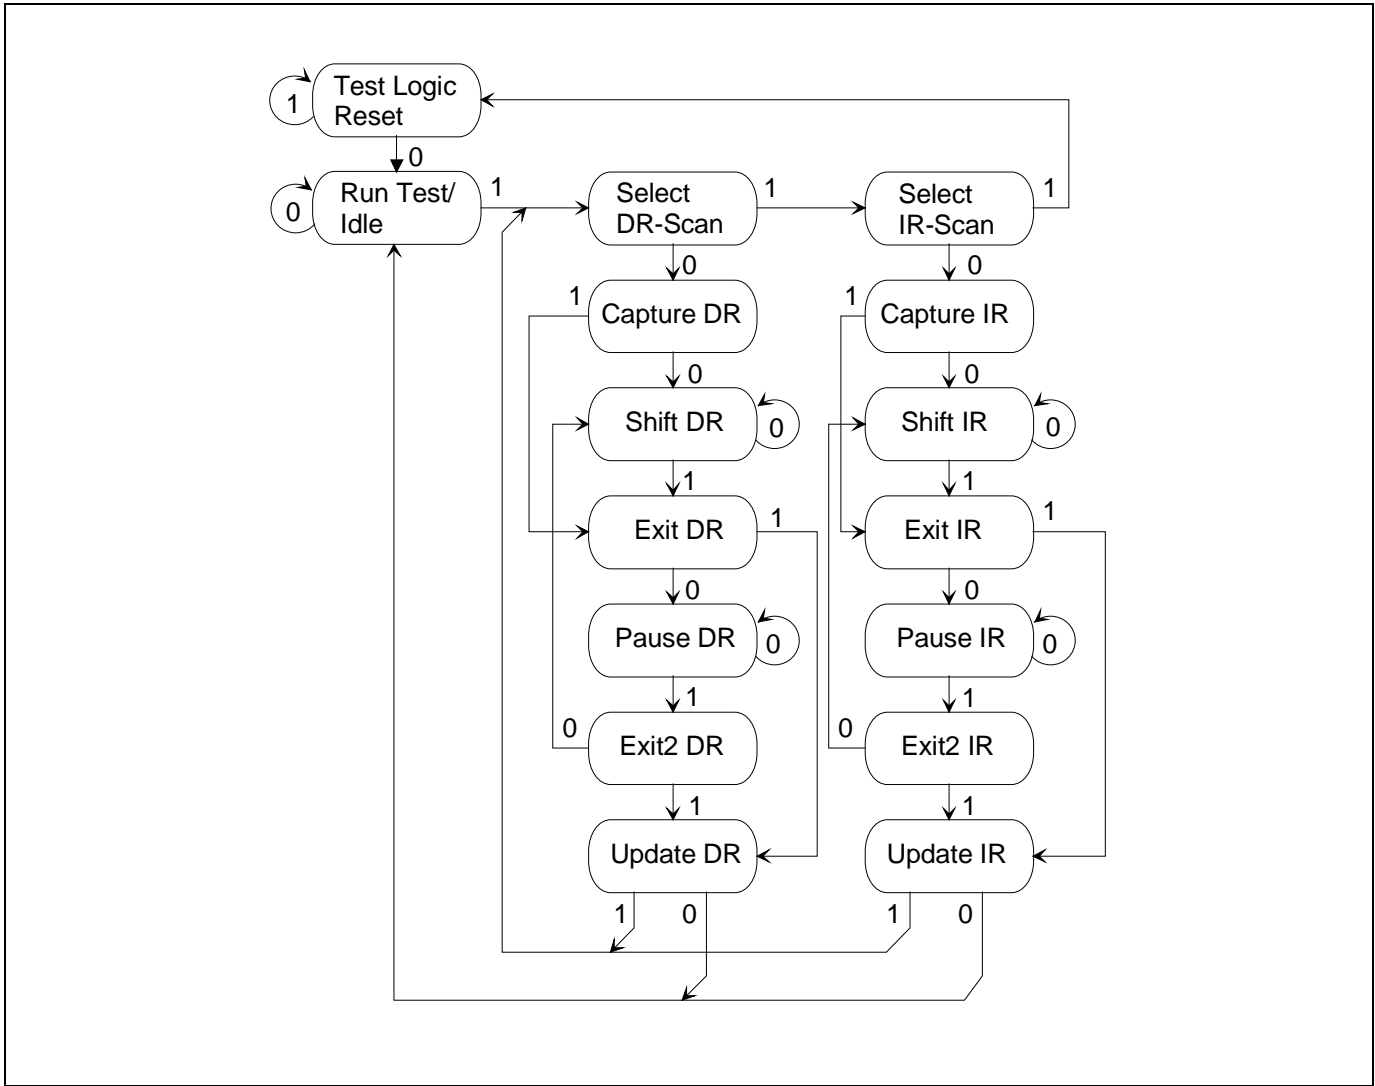 Test Logic
Reset
1
0
Run Test/
Idle
0
1
Select
DR-Scan
1
Select
IR-Scan
1
0
0
1
Capture DR
1
Capture IR
0
0
Shift DR
0
Shift IR
0
1
1
Exit DR
1
Exit IR
1
0
0
Pause DR
0
Pause IR
0
1
1
0
Exit2 DR
0
Exit2 IR
1
1
Update DR
Update IR
1
0
1
0